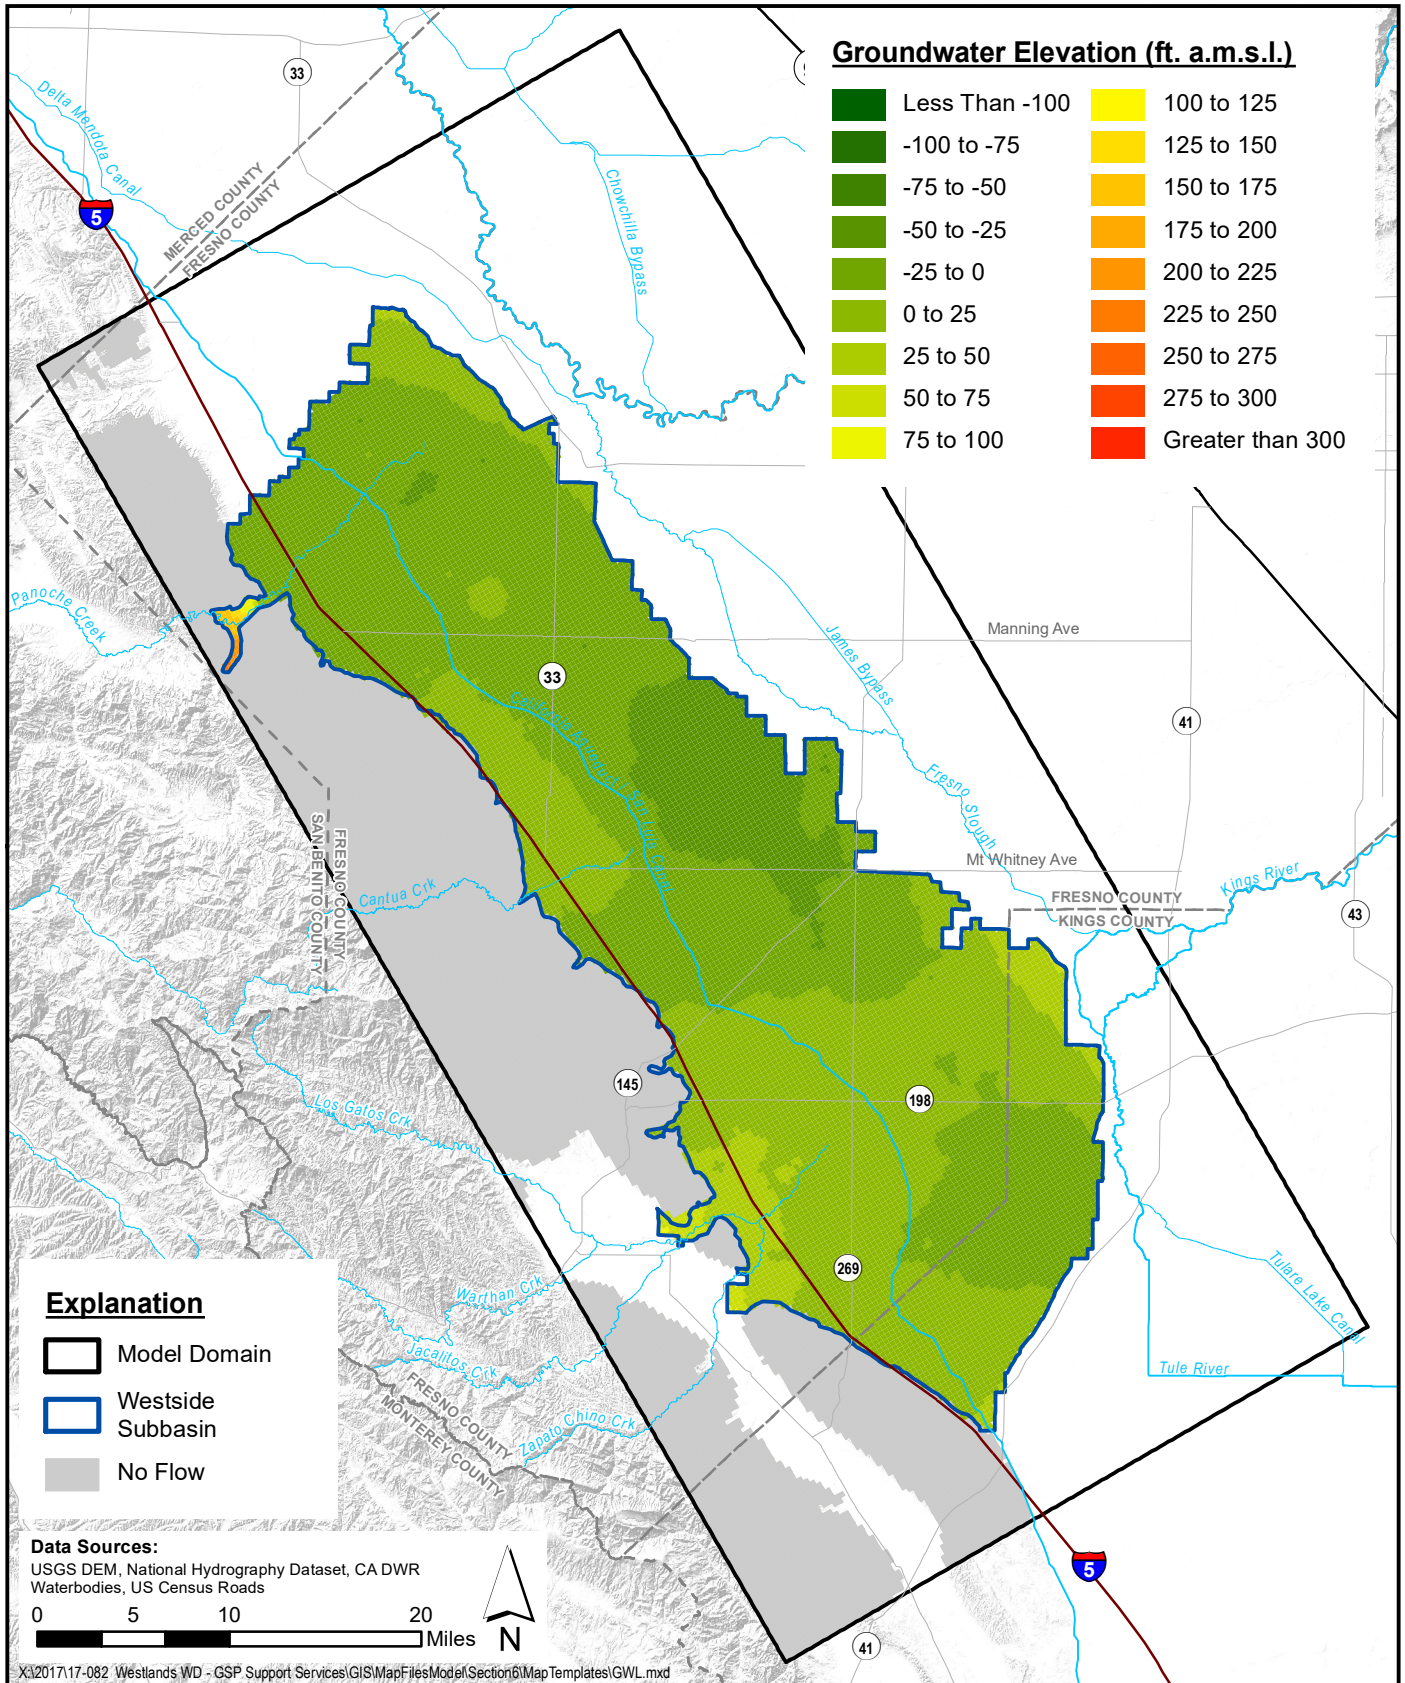 Groundwater Elevation (ft. a.m.s.l.)
Less Than -100
-100 to -75
-75 to -50
-50 to -25
-25 to 0
0 to 25
25 to 50
50 to 75
75 to 100
100 to 125
125 to 150
150 to 175
175 to 200
200 to 225
225 to 250
250 to 275
275 to 300
Greater than 300
33
Delta Mendota Canal
MERCED COUNTY
FRESNO COUNTY
5
Chowchilla Bypass
Panoche Creek
Manning Ave
James Bypass
33
41
California Aqueduct / San Luis Canal
Fresno Slough
SAN BENITO COUNTY
FRESNO COUNTY
Mt Whitney Ave
Kings River
Cantua Crk
FRESNO COUNTY
KINGS COUNTY
43
145
198
Los Gatos Crk
269
Tulare Lake Canal
Warthan Crk
Jacalitos Crk
Tule River
FRESNO COUNTY
MONTEREY COUNTY
Zapato Chino Crk
5
41
Explanation
Model Domain
Westside
Subbasin
No Flow
Data Sources:
USGS DEM, National Hydrography Dataset, CA DWR
Waterbodies, US Census Roads
0 5 10 20
Miles
N
X:\2017\17-082 Westlands WD - GSP Support Services\GIS\MapFilesModel\Section6\MapTemplates\GWL.mxd